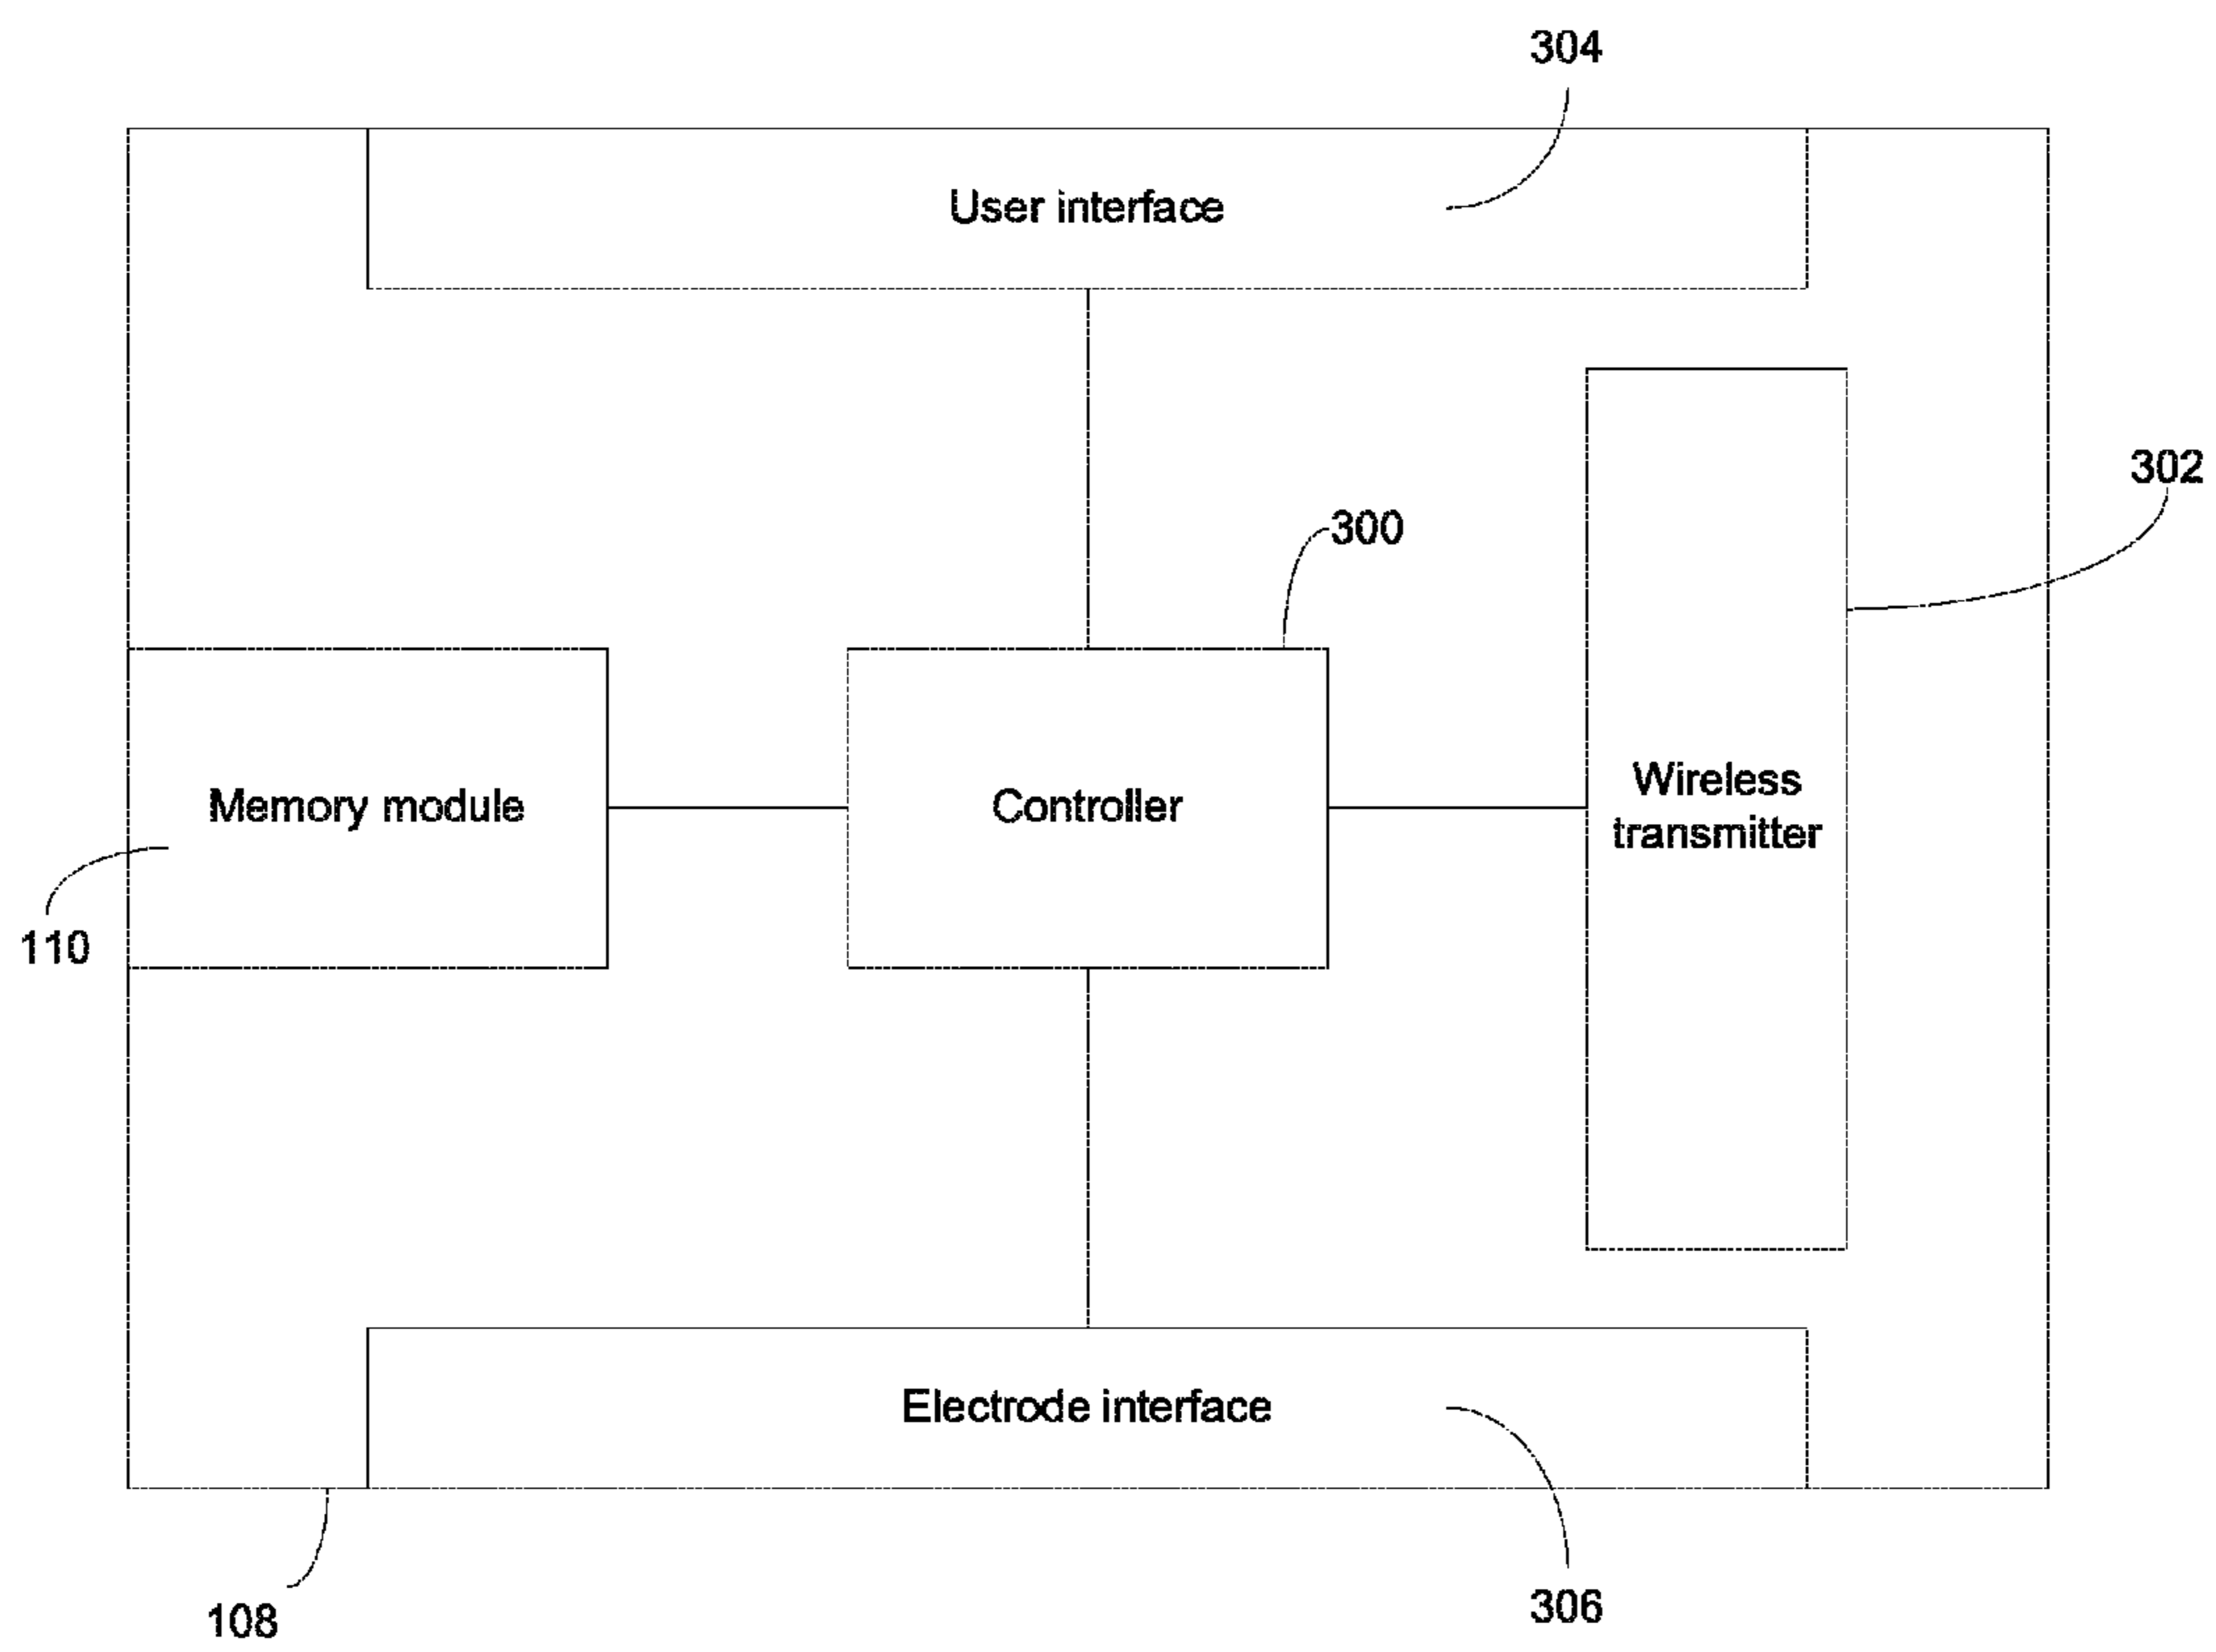 304
User interface
302
300
Memory module
Controller
Wireless
transmitter
110
Electrode interface
108
306